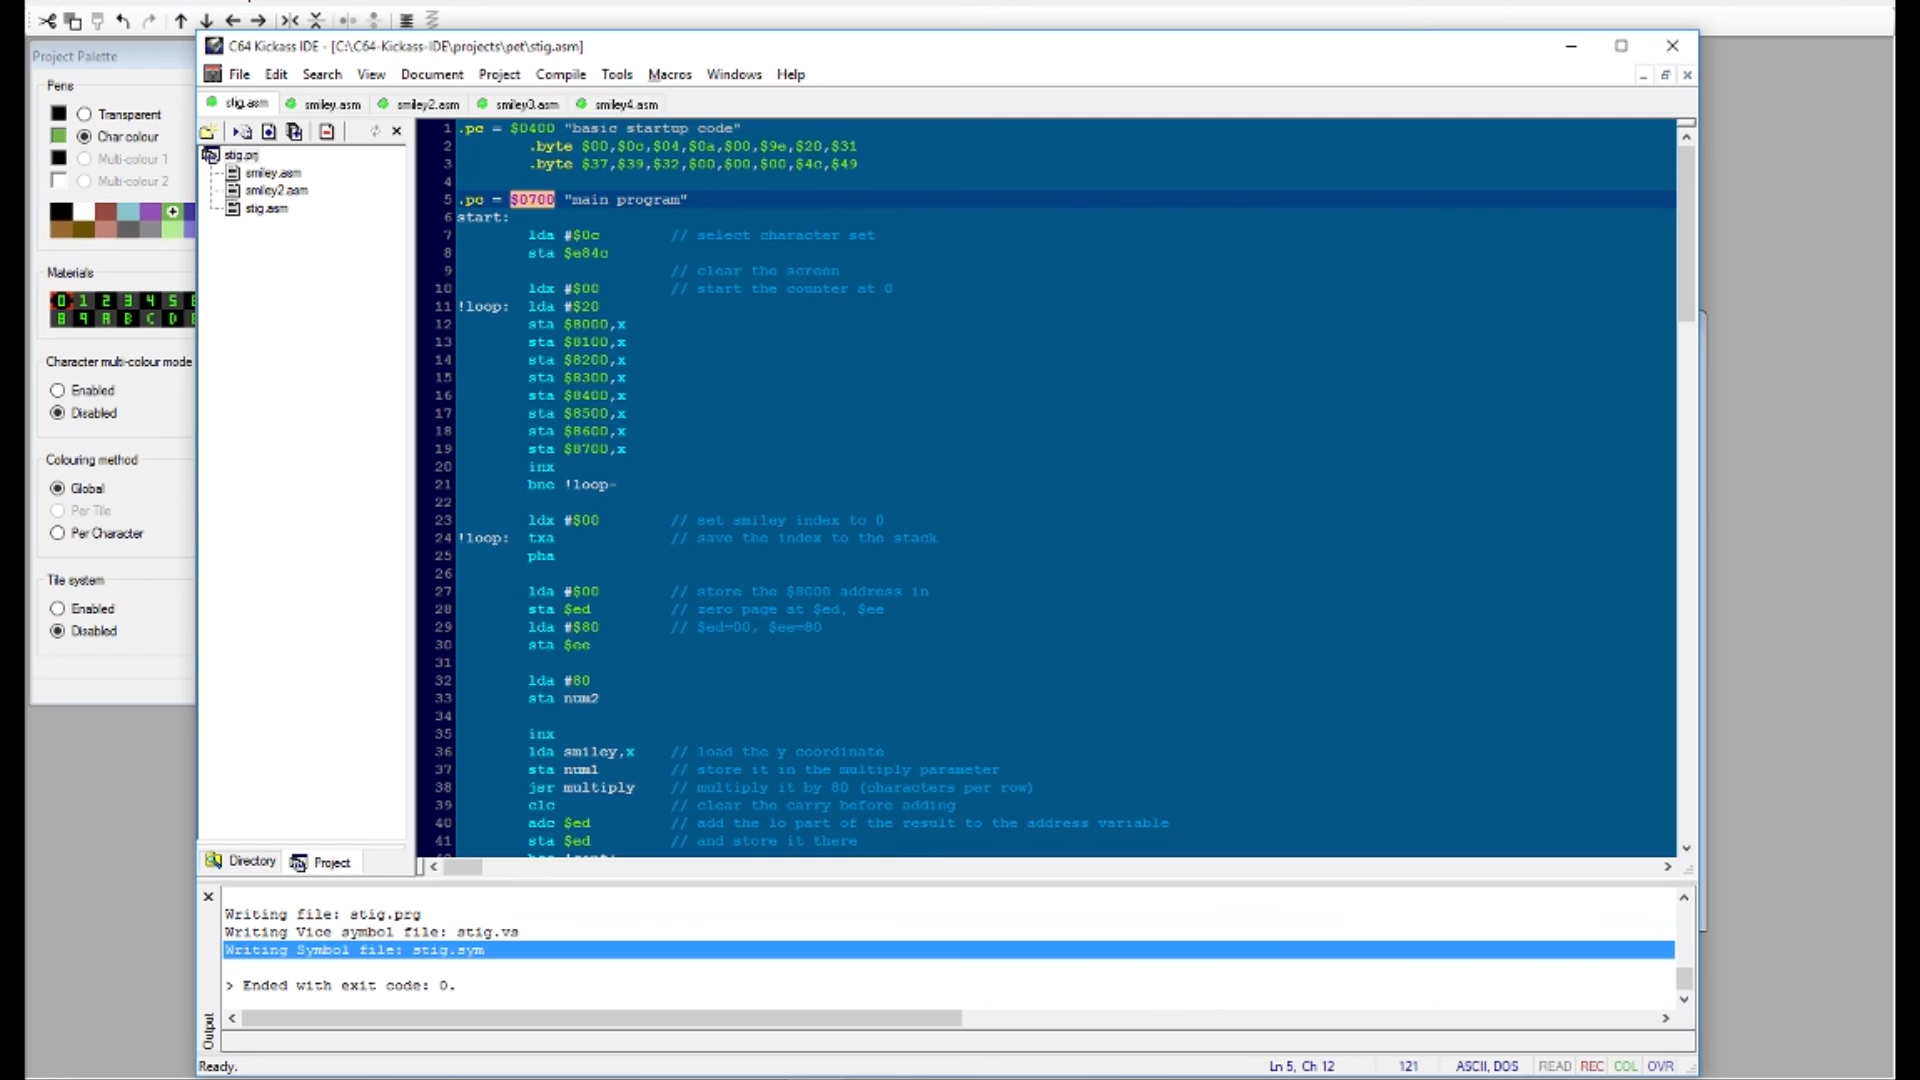 Project Palette
Pens
Transparent
Char colour
Multi-colour 1
Multi-colour 2
Materials
0 1 2 3 4 5
8 9 A B C D
Character multi-colour mode
Enabled
Disabled
Colouring method
Global
Per Tile
Per Character
Tile system
Enabled
Disabled
C64 Kickass IDE - [C:\C64-Kickass-IDE\projects\pet\stig.asm]
File Edit Search View Document Project Compile Tools Macros Windows Help
stig.asm smiley.asm smiley2.asm smiley3.asm smiley4.asm
stig.prj
smiley.asm
smiley2.asm
stig.asm
Directory Project
1 .pc = $0400 "basic startup code"
2 .byte $00,$0c,$04,$0a,$00,$9e,$20,$31
3 .byte $37,$39,$32,$00,$00,$00,$4c,$49
4
5 .pc = $0700 "main program"
6 start:
7 lda #$0c // select character set
8 sta $e84c
9 // clear the screen
10 ldx #$00 // start the counter at 0
11 !loop: lda #$20
12 sta $8000,x
13 sta $8100,x
14 sta $8200,x
15 sta $8300,x
16 sta $8400,x
17 sta $8500,x
18 sta $8600,x
19 sta $8700,x
20 inx
21 bne !loop-
22
23 ldx #$00 // set smiley index to 0
24 !loop: txa // save the index to the stack
25 pha
26
27 lda #$00 // store the $8000 address in
28 sta $ed // zero page at $ed, $ee
29 lda #$80 // $ed=00, $ee=80
30 sta $ee
31
32 lda #80
33 sta num2
34
35 inx
36 lda smiley,x // load the y coordinate
37 sta num1 // store it in the multiply parameter
38 jsr multiply // multiply it by 80 (characters per row)
39 clc // clear the carry before adding
40 adc $ed // add the lo part of the result to the address variable
41 sta $ed // and store it there
Output
Writing file: stig.prg
Writing Vice symbol file: stig.vs
Writing Symbol file: stig.sym
> Ended with exit code: 0.
Ready. Ln 5, Ch 12 121 ASCII, DOS READ REC COL OVR